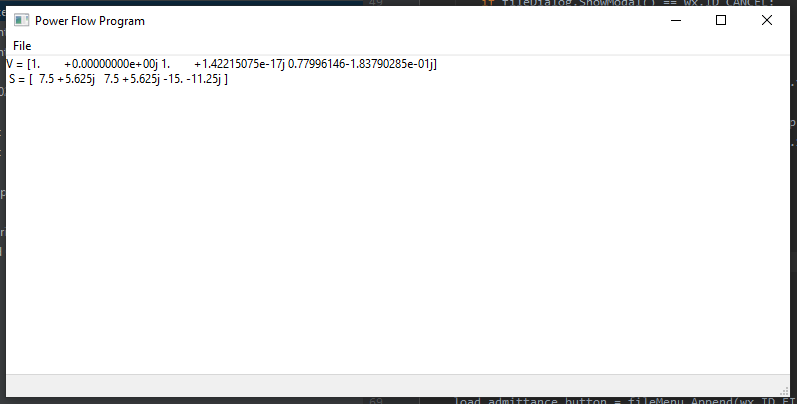 49 if fileDialog.ShowModal() == wx.ID_CANCEL:
Power Flow Program
File
V = [1. +0.00000000e+00j 1. +1.42215075e-17j 0.77996146-1.83790285e-01j]
S = [ 7.5 +5.625j 7.5 +5.625j -15. -11.25j ]
69 load_admittance_button = fileMenu.Append(wx.ID_FI